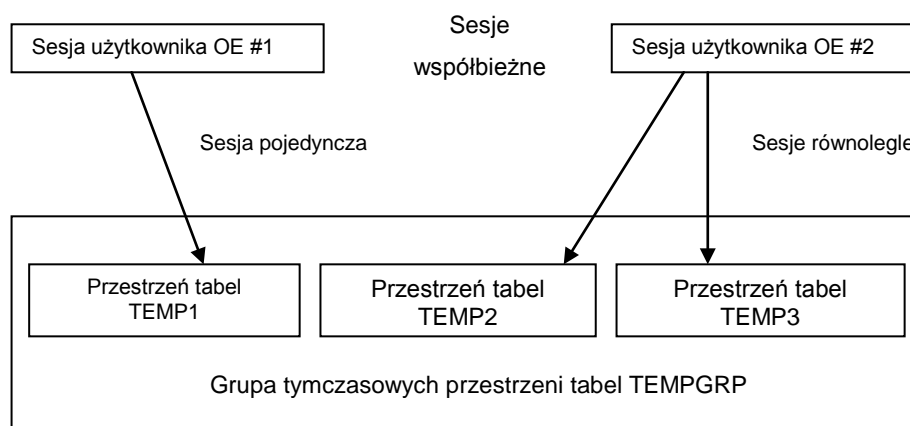 Sesja użytkownika OE #1
Sesje
współbieżne
Sesja użytkownika OE #2
Sesja pojedyncza
Sesje równolegle
Przestrzeń tabel
TEMP1
Przestrzeń tabel
TEMP2
Przestrzeń tabel
TEMP3
Grupa tymczasowych przestrzeni tabel TEMPGRP